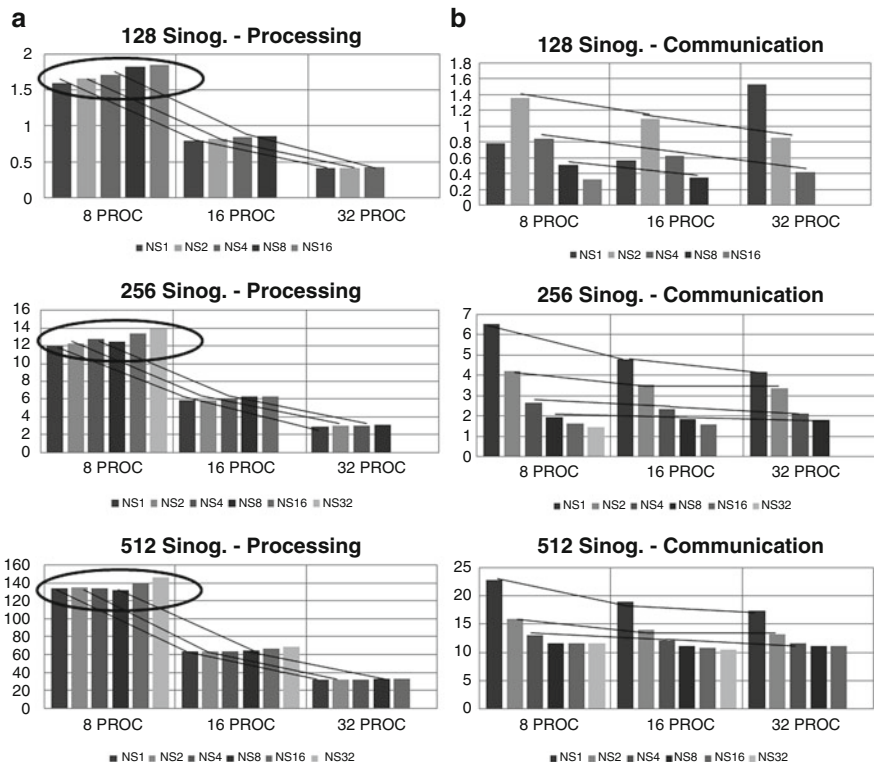 a
128 Sinog. - Processing
2
1.5
1
0.5
0
8 PROC 16 PROC 32 PROC
NS1 NS2 NS4 NS8 NS16
256 Sinog. - Processing
16
14
12
10
8
6
4
2
0
8 PROC 16 PROC 32 PROC
NS1 NS2 NS4 NS8 NS16 NS32
512 Sinog. - Processing
160
140
120
100
80
60
40
20
0
8 PROC 16 PROC 32 PROC
NS1 NS2 NS4 NS8 NS16 NS32
b
128 Sinog. - Communication
1.8
1.6
1.4
1.2
1
0.8
0.6
0.4
0.2
0
8 PROC 16 PROC 32 PROC
NS1 NS2 NS4 NS8 NS16
256 Sinog. - Communication
7
6
5
4
3
2
1
0
8 PROC 16 PROC 32 PROC
NS1 NS2 NS4 NS8 NS16 NS32
512 Sinog. - Communication
25
20
15
10
5
0
8 PROC 16 PROC 32 PROC
NS1 NS2 NS4 NS8 NS16 NS32